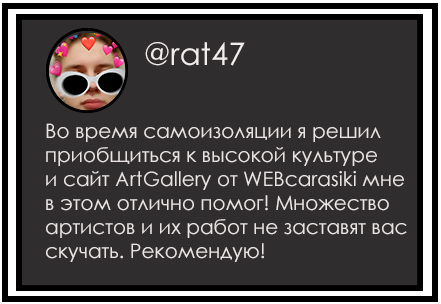 @rat47
Во время самоизоляции я решил
приобщиться к высокой культуре
и сайт ArtGallery от WEBcarasiki мне
в этом отлично помог! Множество
артистов и их работ не заставят вас
скучать. Рекомендую!